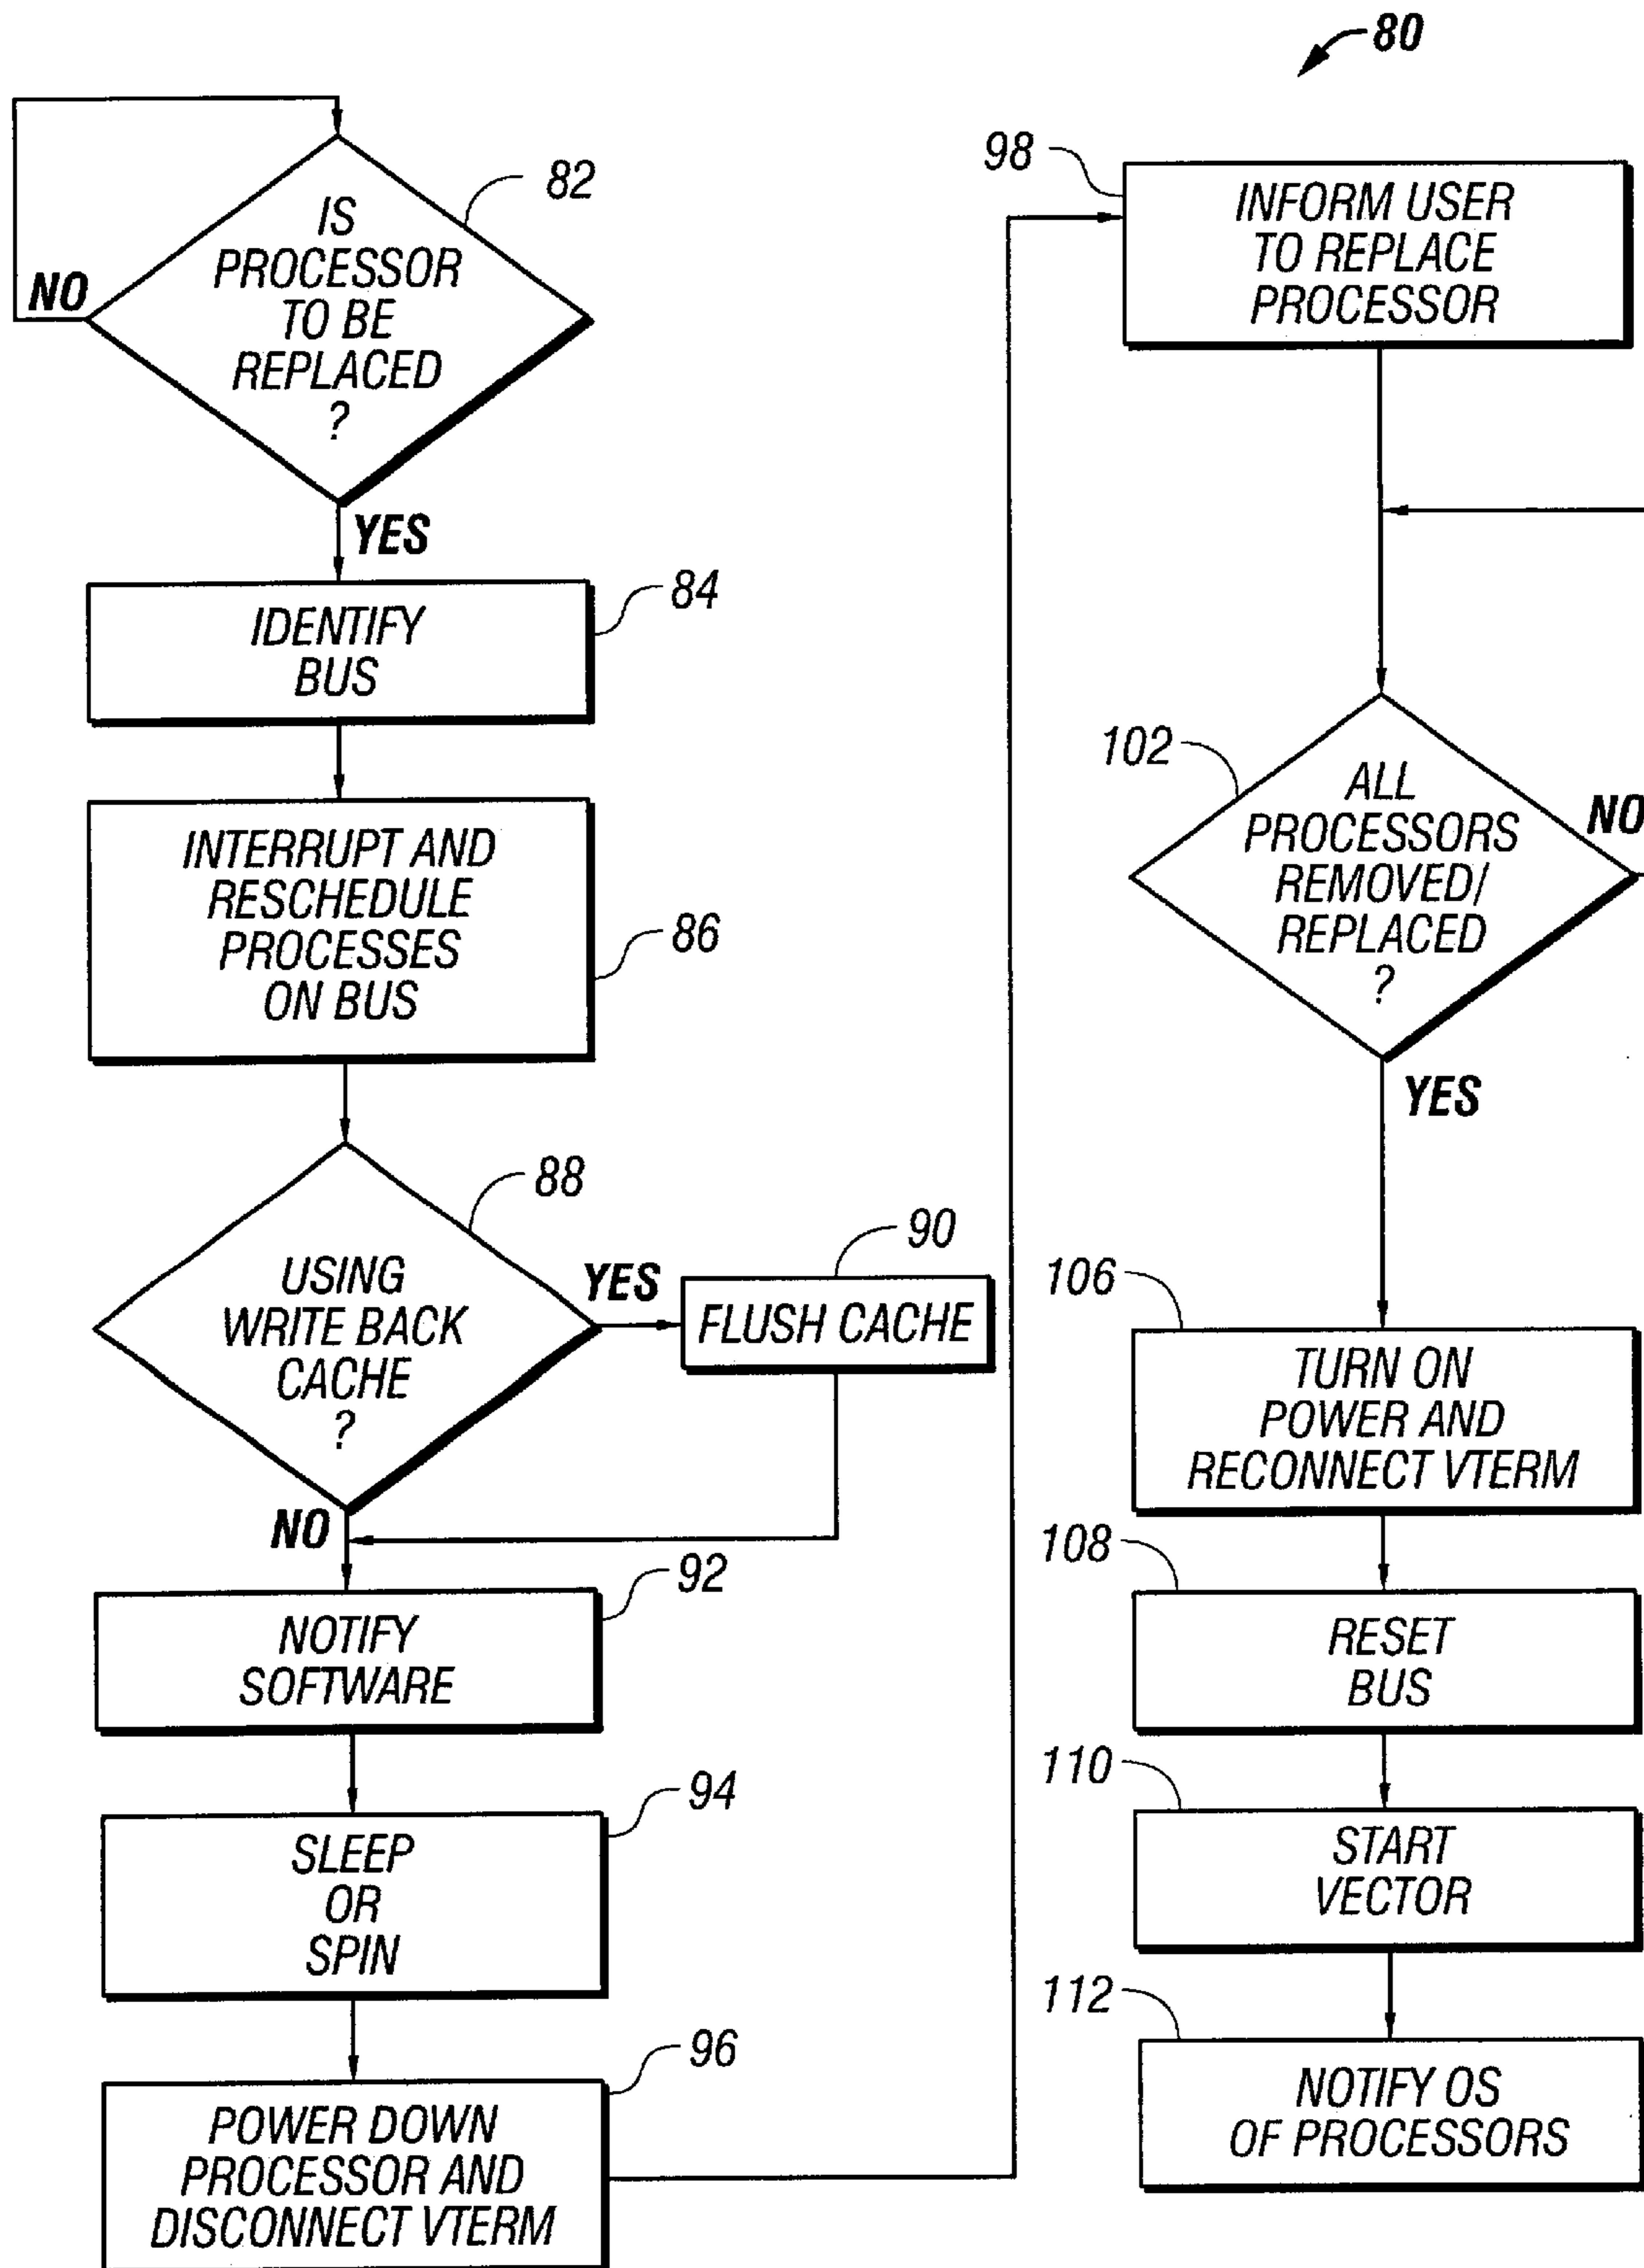 80
82
IS
PROCESSOR
TO BE
REPLACED
?
NO
YES
84
IDENTIFY
BUS
INTERRUPT AND
RESCHEDULE
PROCESSES
ON BUS
86
88
USING
WRITE BACK
CACHE
?
YES
90
FLUSH CACHE
NO
92
NOTIFY
SOFTWARE
94
SLEEP
OR
SPIN
96
POWER DOWN
PROCESSOR AND
DISCONNECT VTERM
98
INFORM USER
TO REPLACE
PROCESSOR
102
ALL
PROCESSORS
REMOVED/
REPLACED
?
NO
YES
106
TURN ON
POWER AND
RECONNECT VTERM
108
RESET
BUS
110
START
VECTOR
112
NOTIFY OS
OF PROCESSORS